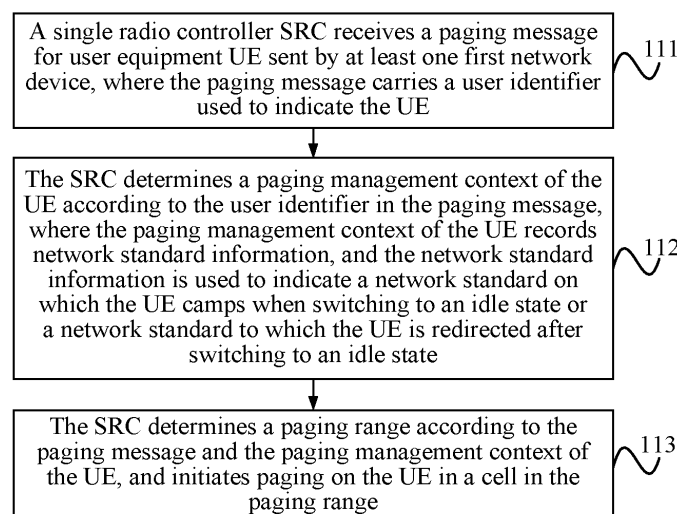 A single radio controller SRC receives a paging message
for user equipment UE sent by at least one first network
device, where the paging message carries a user identifier
used to indicate the UE
111
The SRC determines a paging management context of the
UE according to the user identifier in the paging message,
where the paging management context of the UE records
network standard information, and the network standard
information is used to indicate a network standard on
which the UE camps when switching to an idle state or
a network standard to which the UE is redirected after
switching to an idle state
112
The SRC determines a paging range according to the
paging message and the paging management context of
the UE, and initiates paging on the UE in a cell in the
paging range
113